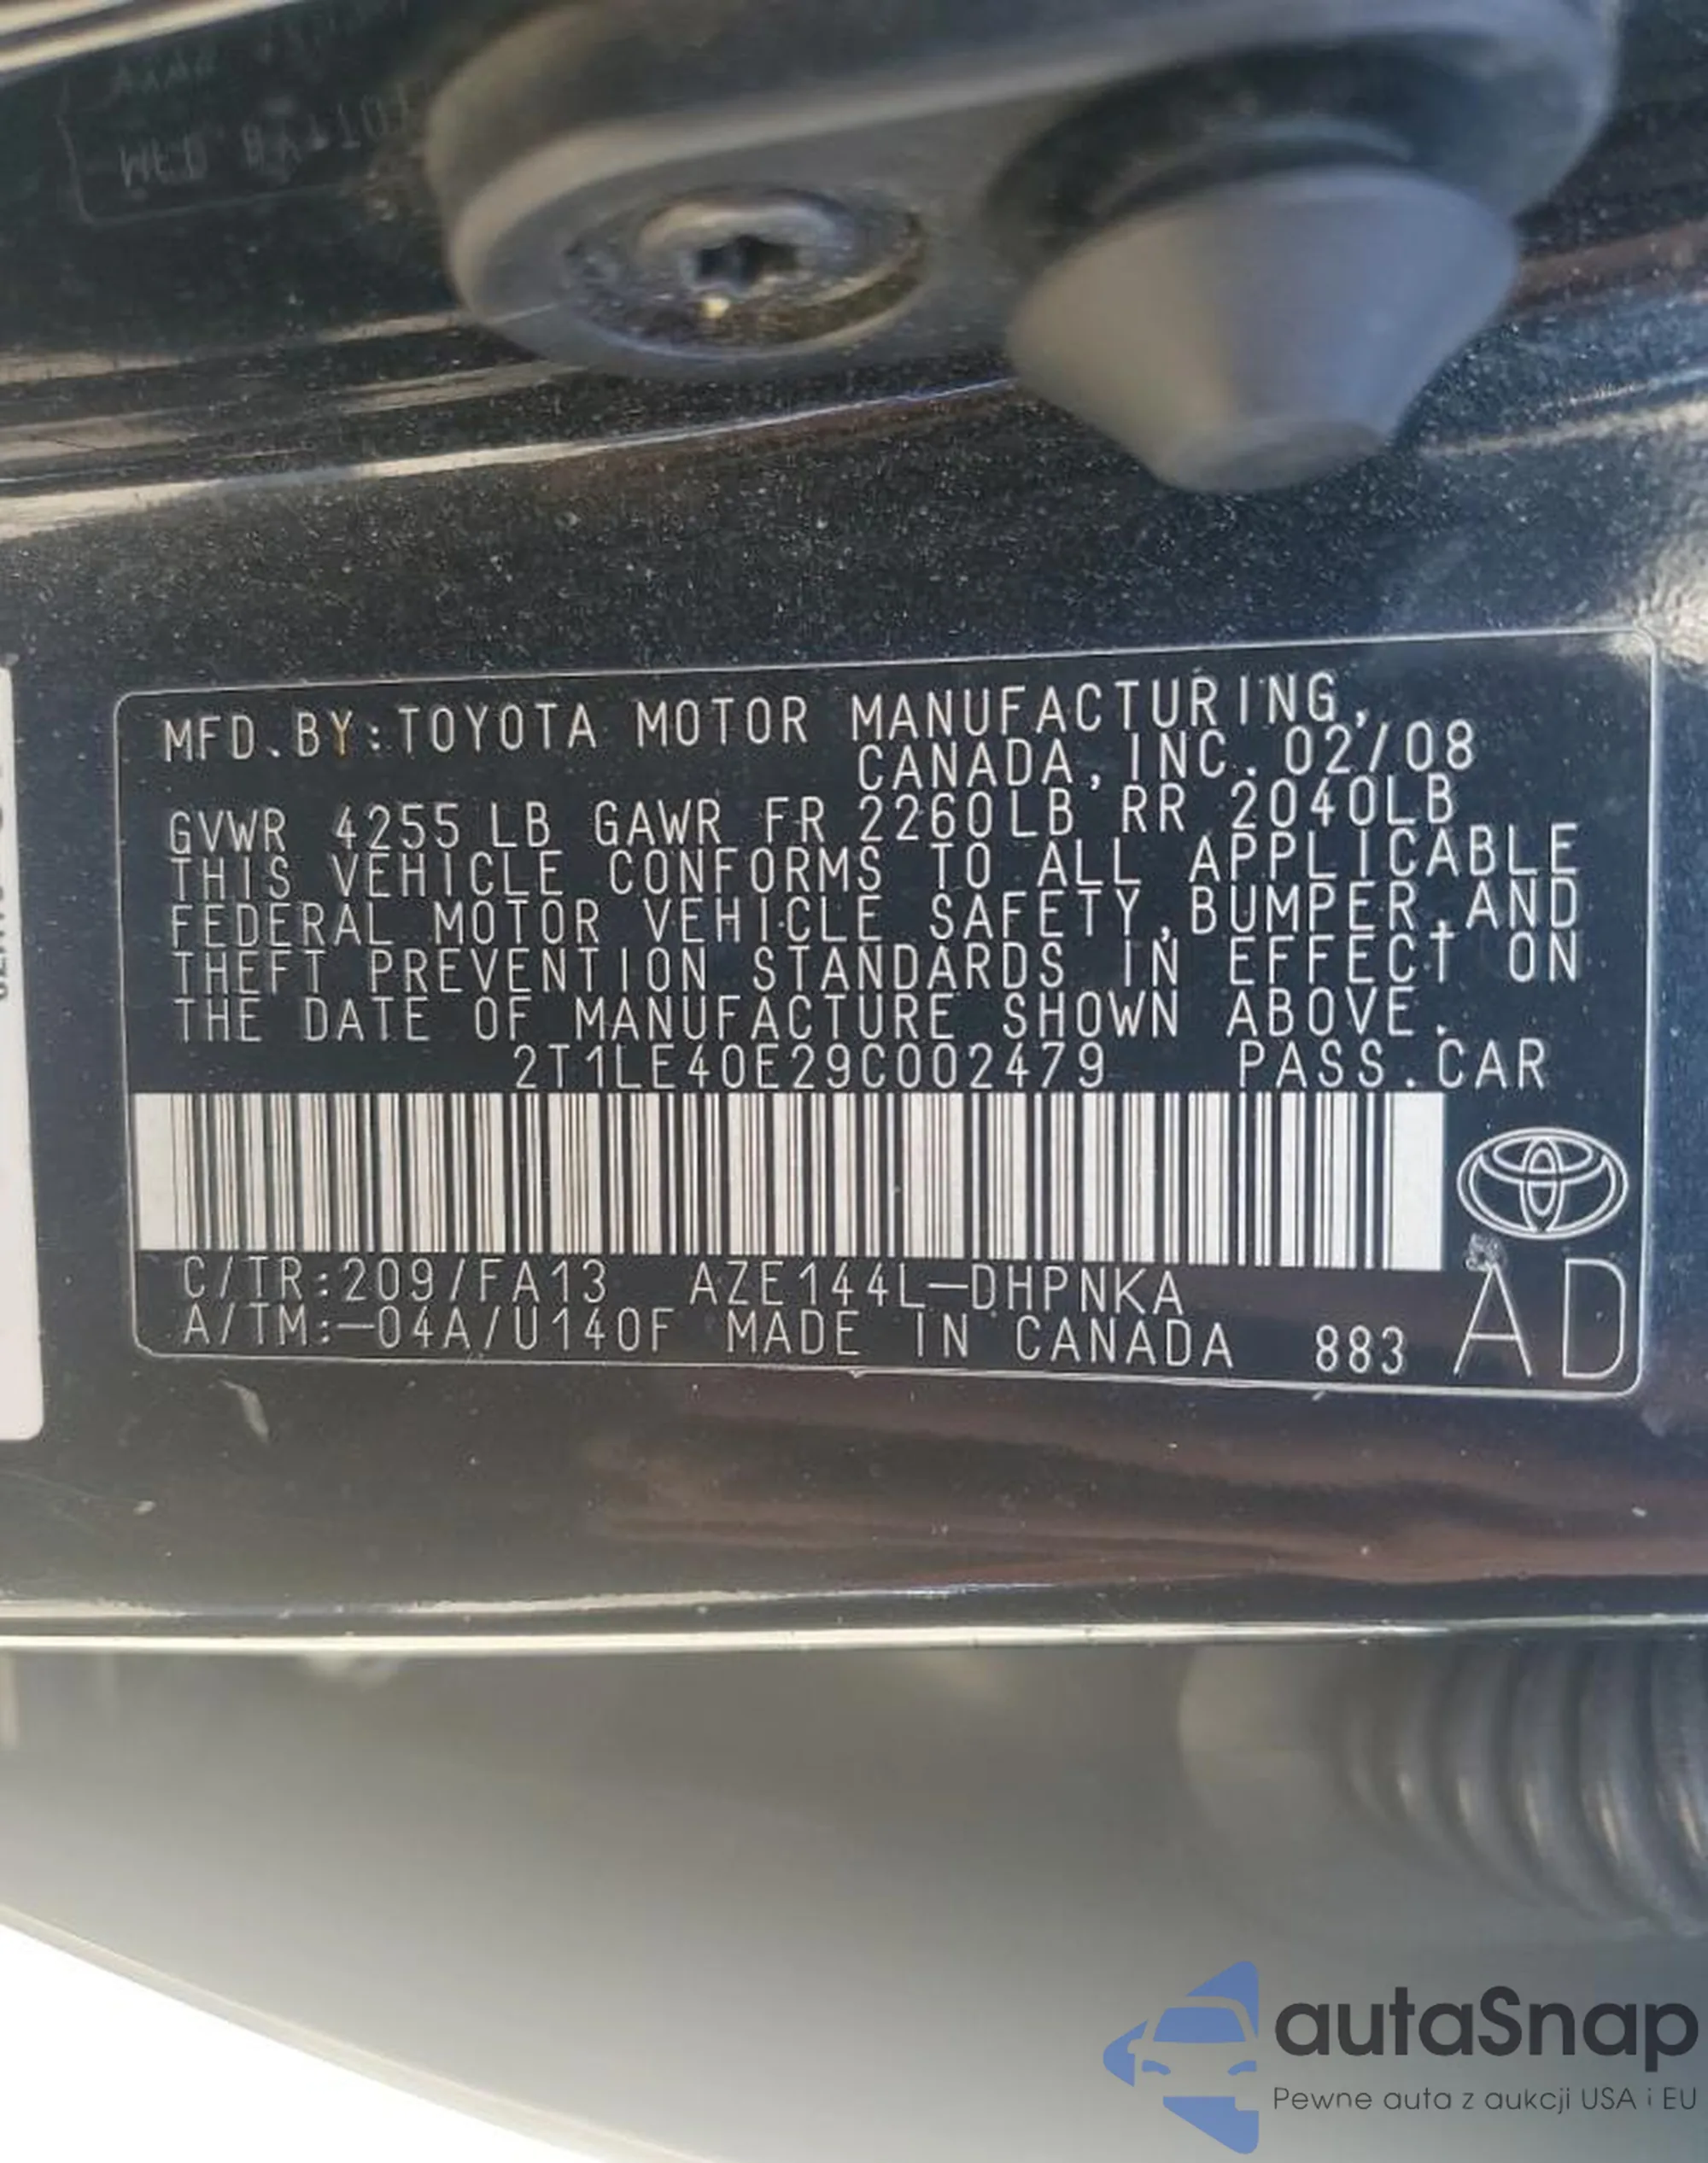 MFD.BY:TOYOTA MOTOR MANUFACTURING,
CANADA, INC. 02/08
GVWR 4255 LB GAWR FR 2260LB RR 2040LB
THIS VEHICLE CONFORMS TO ALL APPLICABLE
FEDERAL MOTOR VEHICLE SAFETY, BUMPER, AND
THEFT PREVENTION STANDARDS IN EFFECT ON
THE DATE OF MANUFACTURE SHOWN ABOVE.
2T1LE40E29C002479 PASS.CAR
C/TR:209/FA13 AZE144L-DHPNKA
A/TM:-04A/U140F MADE IN CANADA 883 AD
autaSnap
Pewne auta z aukcji USA i EU